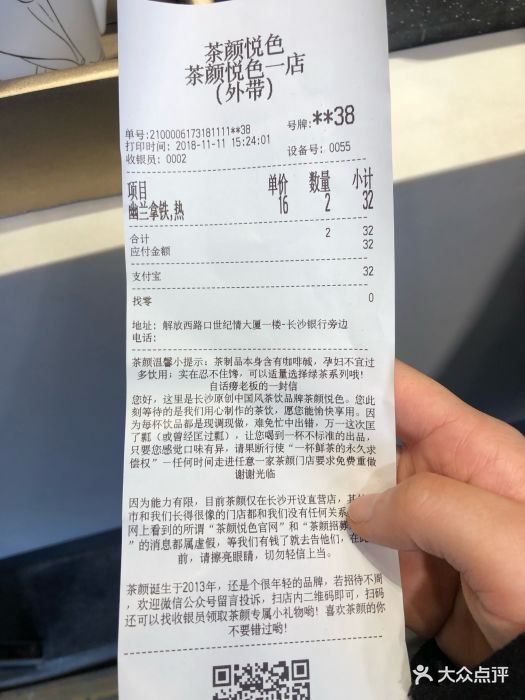 茶颜悦色
茶颜悦色一店
(外带)
单号:2100006173181111**38
号牌:**38
打印时间: 2018-11-11 15:24:01
收银员: 0002
设备号: 0055
项目 单价 数量 小计
幽兰拿铁,热 16 2 32
合计 2 32
应付金额 32
支付宝 32
找零 0
地址: 解放西路口世纪情大厦一楼-长沙银行旁边
电话:
茶颜温馨小提示: 茶制品本身含有咖啡碱, 孕妇不宜过
多饮用; 实在忍不住馋, 可以适量选择绿茶系列哦!
自话痨老板的一封信
您好, 这里是长沙原创中国风茶饮品牌茶颜悦色。您此
刻等待的是我们用心制作的茶饮, 愿您能愉快享用。因
为每杯饮品都是现调现做, 难免忙中出错, 万一这次匡
了瓢 (或曾经匡过瓢), 让您喝到一杯不标准的出品,
只要您感觉口味有异, 请果断行使"一杯鲜茶的永久求
偿权"—任何时间走进任意一家茶颜门店要求免费重做
谢谢光临
因为能力有限, 目前茶颜仅在长沙开设直营店,
市和我们长得很像的门店都和我们没有任何关系
网上看到的所谓"茶颜悦色官网"和"茶颜招募
"的消息都属虚假, 等我们有钱了就去告他们, 在
前, 请擦亮眼睛, 切勿轻信上当。
茶颜诞生于2013年, 还是个很年轻的品牌, 若招待不周
, 欢迎微信公众号留言投诉, 扫店内二维码即可, 扫码
还可以找收银员领取茶颜专属小礼物哟! 喜欢茶颜的你
不要错过哟!
大众点评